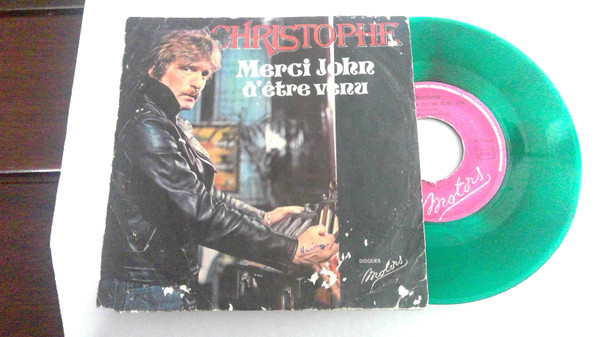 CHRISTOPHE
Merci John
d'être venu
DISQUES
Motors
Motors